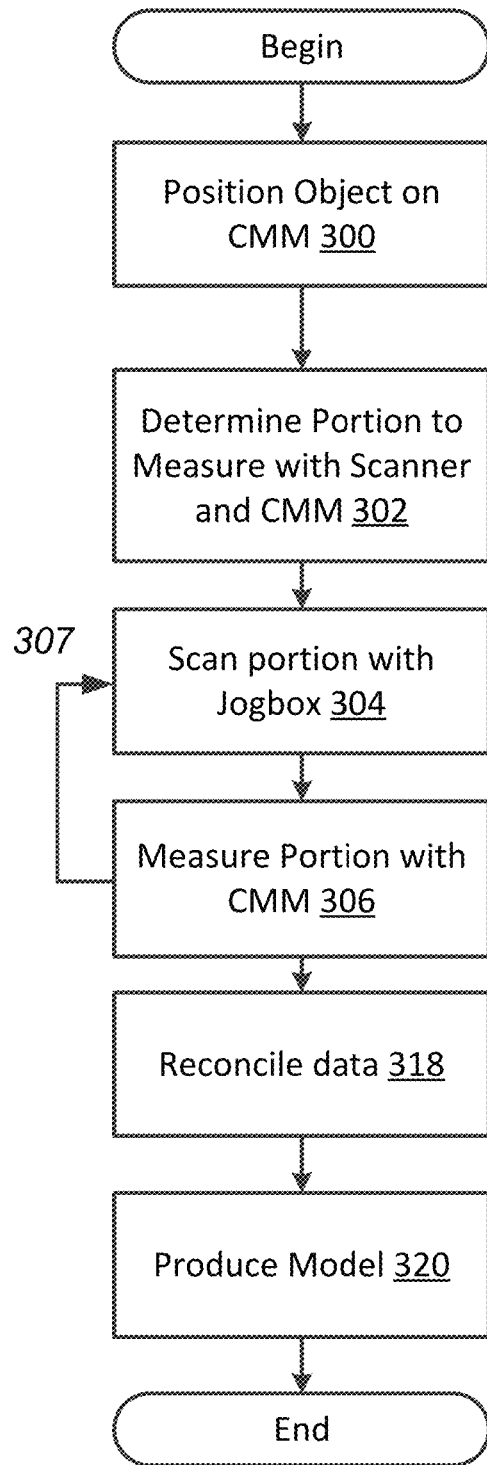 Begin
Position Object on
CMM 300
Determine Portion to
Measure with Scanner
and CMM 302
307
Scan portion with
Jogbox 304
Measure Portion with
CMM 306
Reconcile data 318
Produce Model 320
End